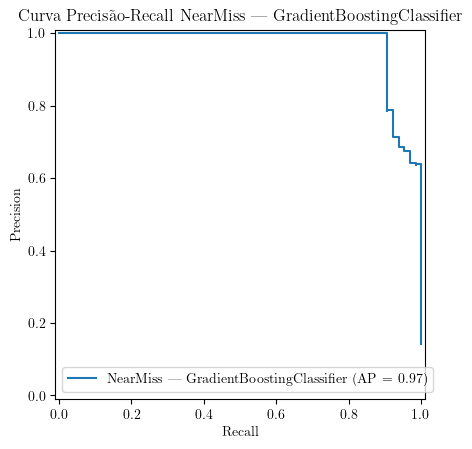 Curva Precisão-Recall NearMiss — GradientBoostingClassifier
1.0
0.8
0.6
0.4
0.2
0.0
Precision
NearMiss — GradientBoostingClassifier (AP = 0.97)
0.0 0.2 0.4 0.6 0.8 1.0
Recall